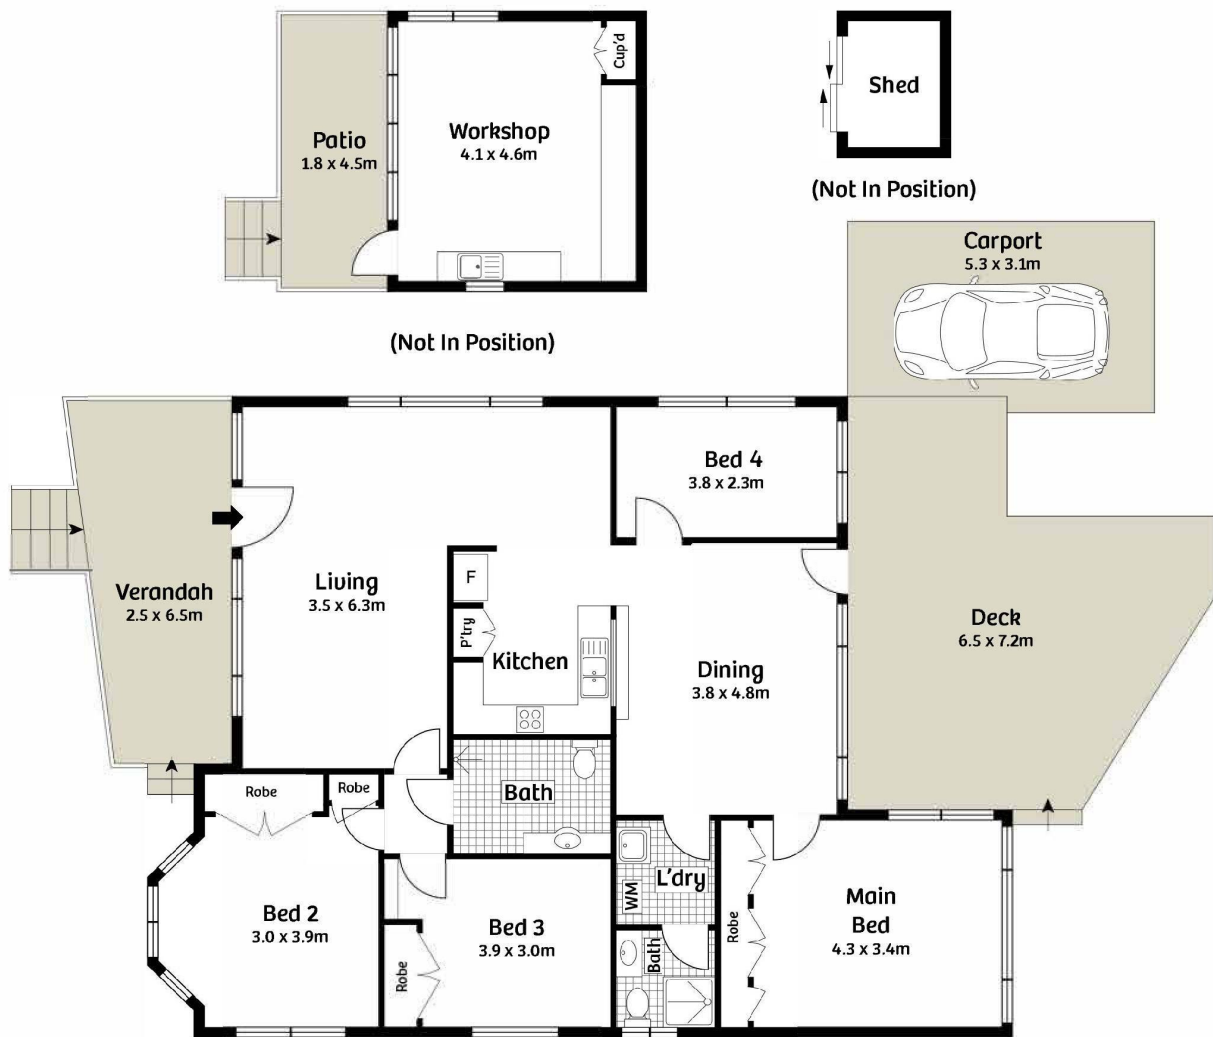 Patio
1.8 x 4.5m
Workshop
4.1 x 4.6m
Cup'd
Shed
(Not In Position)
(Not In Position)
Carport
5.3 x 3.1m
Bed 4
3.8 x 2.3m
Verandah
2.5 x 6.5m
Living
3.5 x 6.3m
F
P'try
Kitchen
Dining
3.8 x 4.8m
Deck
6.5 x 7.2m
Robe
Robe
Bath
Bed 2
3.0 x 3.9m
Bed 3
3.9 x 3.0m
Robe
L'dry
WM
Bath
Robe
Main
Bed
4.3 x 3.4m